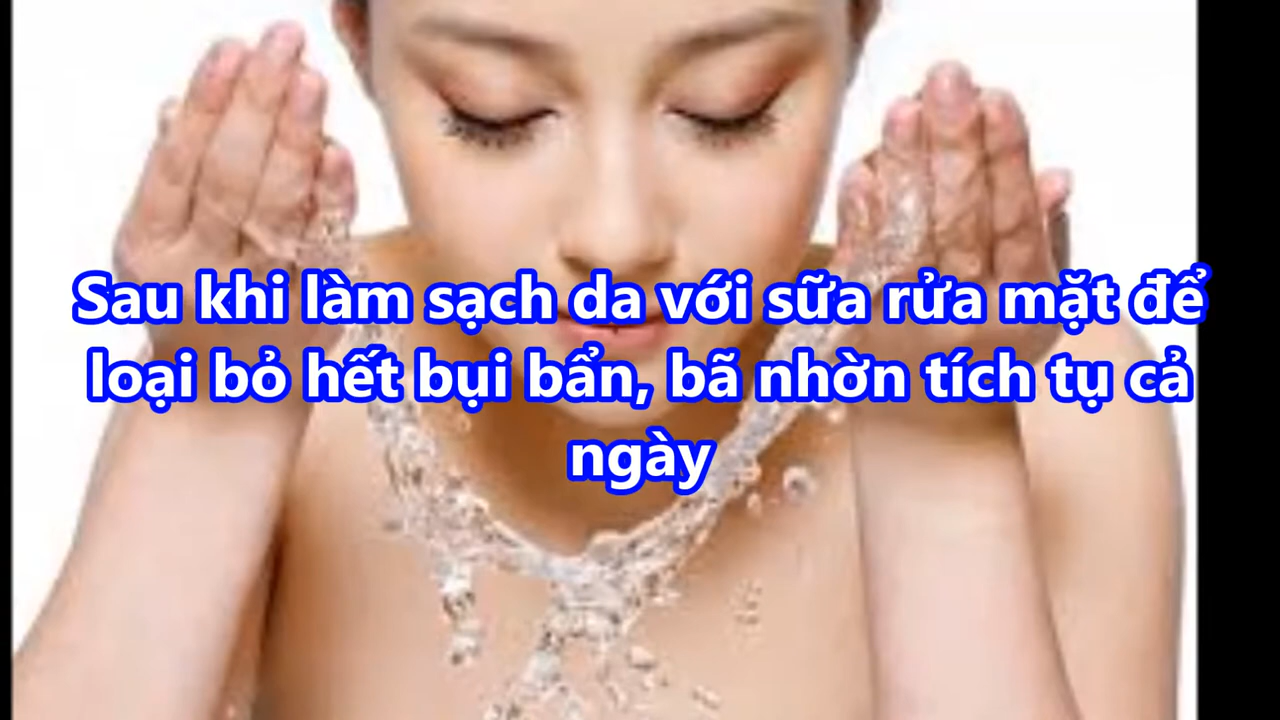 Sau khi làm sạch da với sữa rửa mặt để
loại bỏ hết bụi bẩn, bã nhờn tích tụ cả
ngày